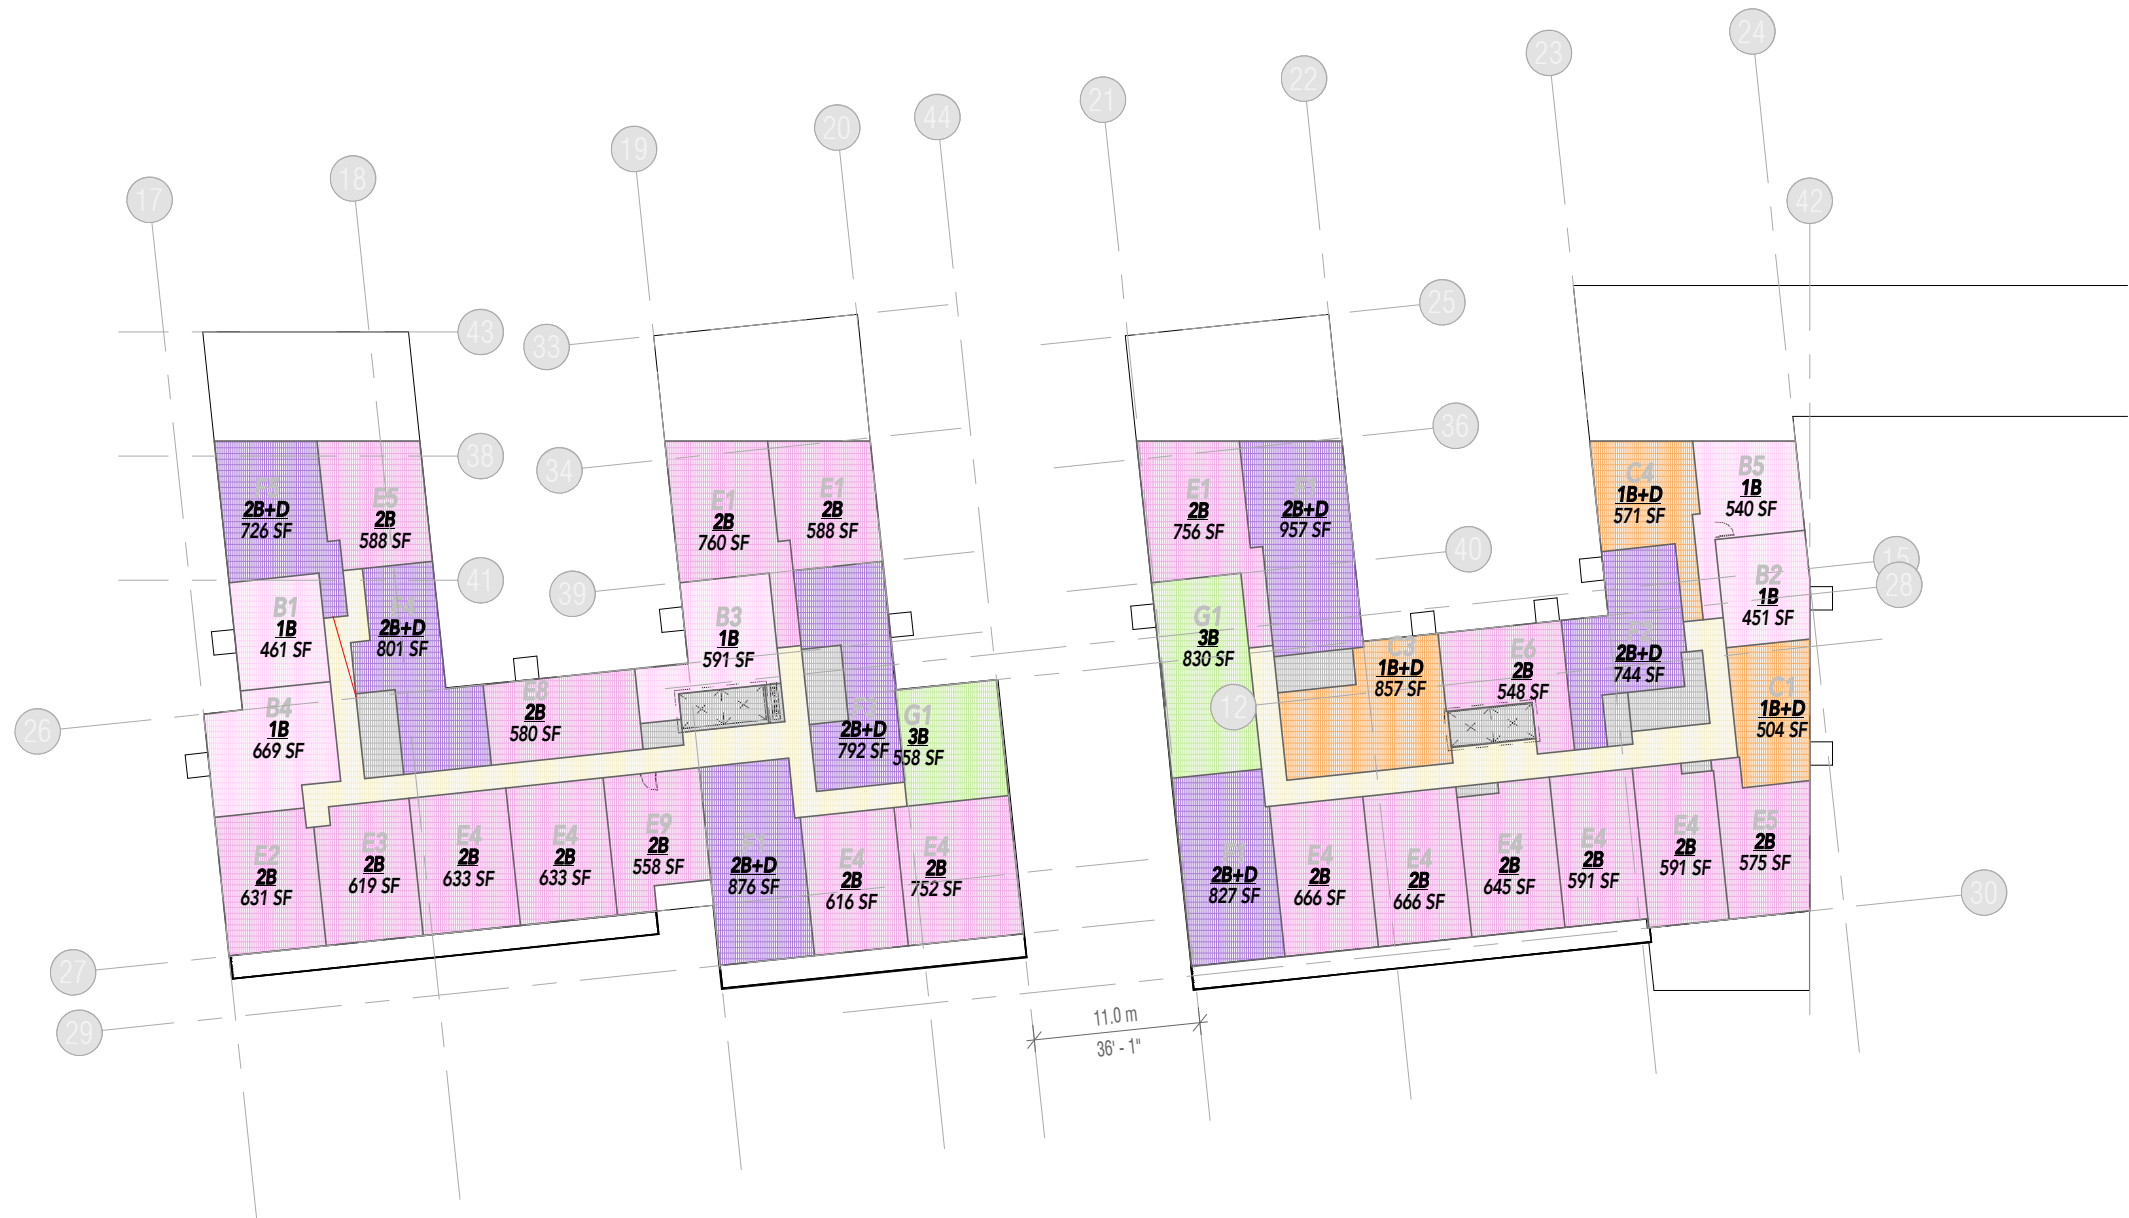 24
23
22
21
44
20
19
18
17
42
25
43
33
36
38
34
40
15
41
28
39
12
26
30
27
29
2B+D
726 SF
E5
2B
588 SF
B1
1B
461 SF
2B+D
801 SF
B4
1B
669 SF
E8
2B
580 SF
E1
2B
760 SF
E1
2B
588 SF
B3
1B
591 SF
2B+D
792 SF
G1
3B
558 SF
E2
2B
631 SF
E3
2B
619 SF
E4
2B
633 SF
E4
2B
633 SF
E9
2B
558 SF
F1
2B+D
876 SF
E4
2B
616 SF
E4
2B
752 SF
E1
2B
756 SF
2B+D
957 SF
G1
3B
830 SF
C3
1B+D
857 SF
E6
2B
548 SF
C4
1B+D
571 SF
B5
1B
540 SF
B2
1B
451 SF
F2
2B+D
744 SF
C1
1B+D
504 SF
2B+D
827 SF
E4
2B
666 SF
E4
2B
666 SF
E4
2B
645 SF
E4
2B
591 SF
E4
2B
591 SF
E5
2B
575 SF
11.0 m
36' - 1"